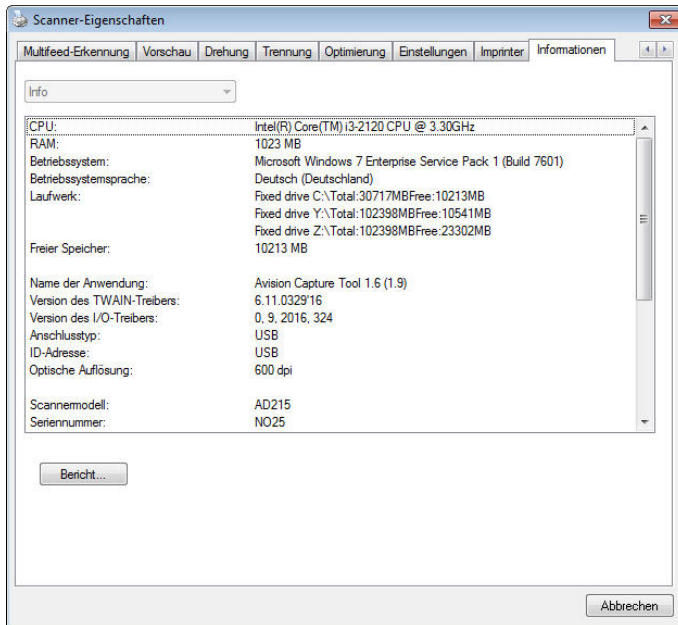 Scanner-Eigenschaften
Multifeed-Erkennung Vorschau Drehung Trennung Optimierung Einstellungen Imprinter Informationen
Info
CPU: Intel(R) Core(TM) i3-2120 CPU @ 3.30GHz
RAM: 1023 MB
Betriebssystem: Microsoft Windows 7 Enterprise Service Pack 1 (Build 7601)
Betriebssystemsprache: Deutsch (Deutschland)
Laufwerk: Fixed drive C:\Total:30717MBFree:10213MB
Fixed drive Y:\Total:102398MBFree:10541MB
Fixed drive Z:\Total:102398MBFree:23302MB
Freier Speicher: 10213 MB
Name der Anwendung: Avision Capture Tool 1.6 (1.9)
Version des TWAIN-Treibers: 6.11.0329'16
Version des I/O-Treibers: 0, 9, 2016, 324
Anschlusstyp: USB
ID-Adresse: USB
Optische Auflösung: 600 dpi
Scannermodell: AD215
Seriennummer: NO25
Bericht...
Abbrechen